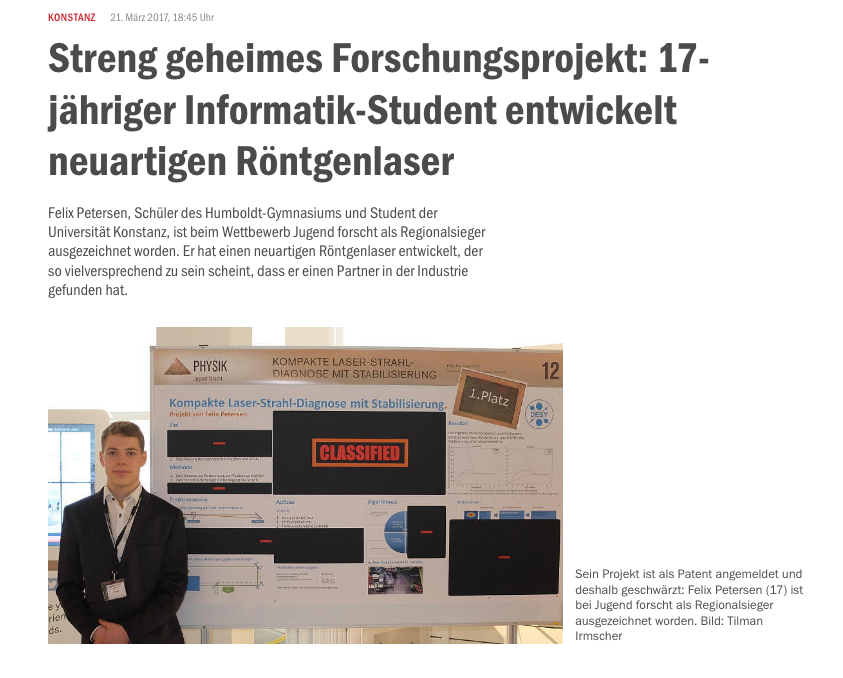 KONSTANZ 21. März 2017, 18:45 Uhr
Streng geheimes Forschungsprojekt: 17-
jähriger Informatik-Student entwickelt
neuartigen Röntgenlaser
Felix Petersen, Schüler des Humboldt-Gymnasiums und Student der
Universität Konstanz, ist beim Wettbewerb Jugend forscht als Regionalsieger
ausgezeichnet worden. Er hat einen neuartigen Röntgenlaser entwickelt, der
so vielversprechend zu sein scheint, dass er einen Partner in der Industrie
gefunden hat.
PHYSIK
KOMPAKTE LASER-STRAHL-
DIAGNOSE MIT STABILISIERUNG
12
1.Platz
DESY
Kompakte Laser-Strahl-Diagnose mit Stabilisierung.
Projekt von Felix Petersen
Ziel
Resultat
CLASSIFIED
Methode
Funktionsweise
Aufbau
Algorithmus
ds.
Sein Projekt ist als Patent angemeldet und
deshalb geschwärzt: Felix Petersen (17) ist
bei Jugend forscht als Regionalsieger
ausgezeichnet worden. Bild: Tilman
Irmscher